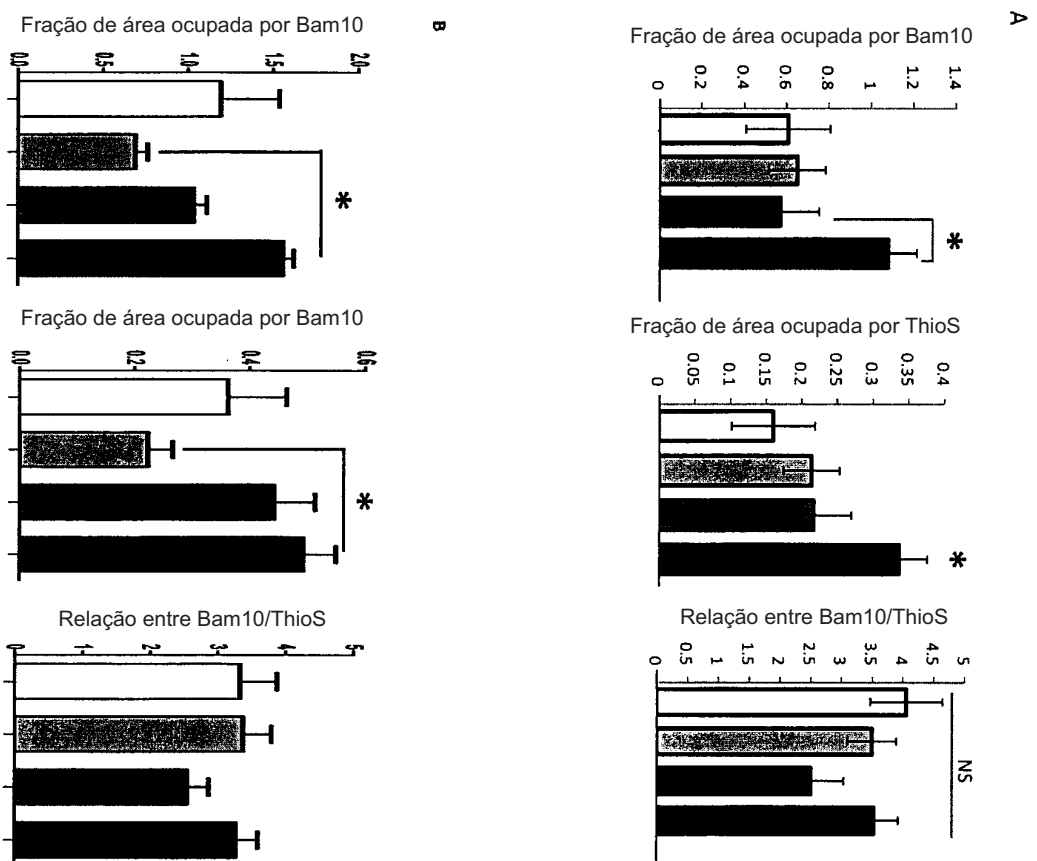 A
Fração de área ocupada por Bam10
0 0.2 0.4 0.6 0.8 1 1.2 1.4
*
Fração de área ocupada por ThioS
0 0.05 0.1 0.15 0.2 0.25 0.3 0.35 0.4
*
Relação entre Bam10/ThioS
0 0.5 1 1.5 2 2.5 3 3.5 4 4.5 5
NS
B
Fração de área ocupada por Bam10
0.0 0.5 1.0 1.5 2.0
*
Fração de área ocupada por Bam10
0.0 0.2 0.4 0.6
*
Relação entre Bam10/ThioS
0 1 2 3 4 5